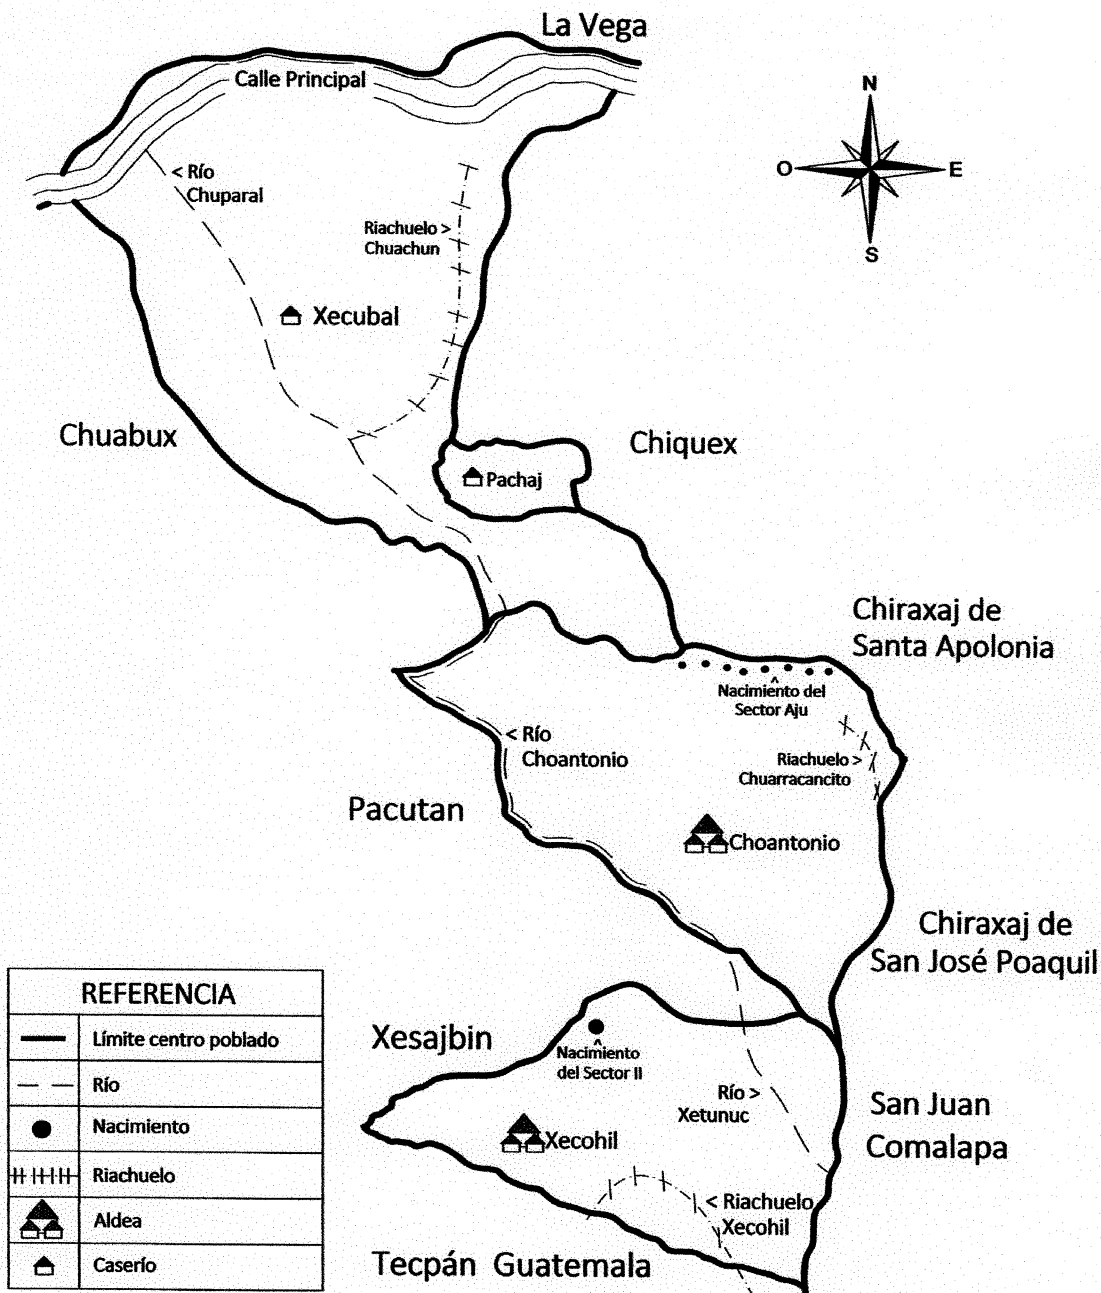 La Vega
Calle Principal
N
O
E
S
< Río
Chuparal
Riachuelo >
Chuachun
Xecubal
Chuabux
Chiquex
Pachaj
Chiraxaj de
Santa Apolonia
^
Nacimiento del
Sector Aju
< Río
Choantonio
Riachuelo >
Chuarracancito
Pacutan
Choantonio
Chiraxaj de
San José Poaquil
Xesajbin
^
Nacimiento
del Sector II
Río >
Xetunuc
San Juan
Comalapa
Xecohil
< Riachuelo
Xecohil
Tecpán Guatemala
REFERENCIA
Límite centro poblado
Río
Nacimiento
Riachuelo
Aldea
Caserío